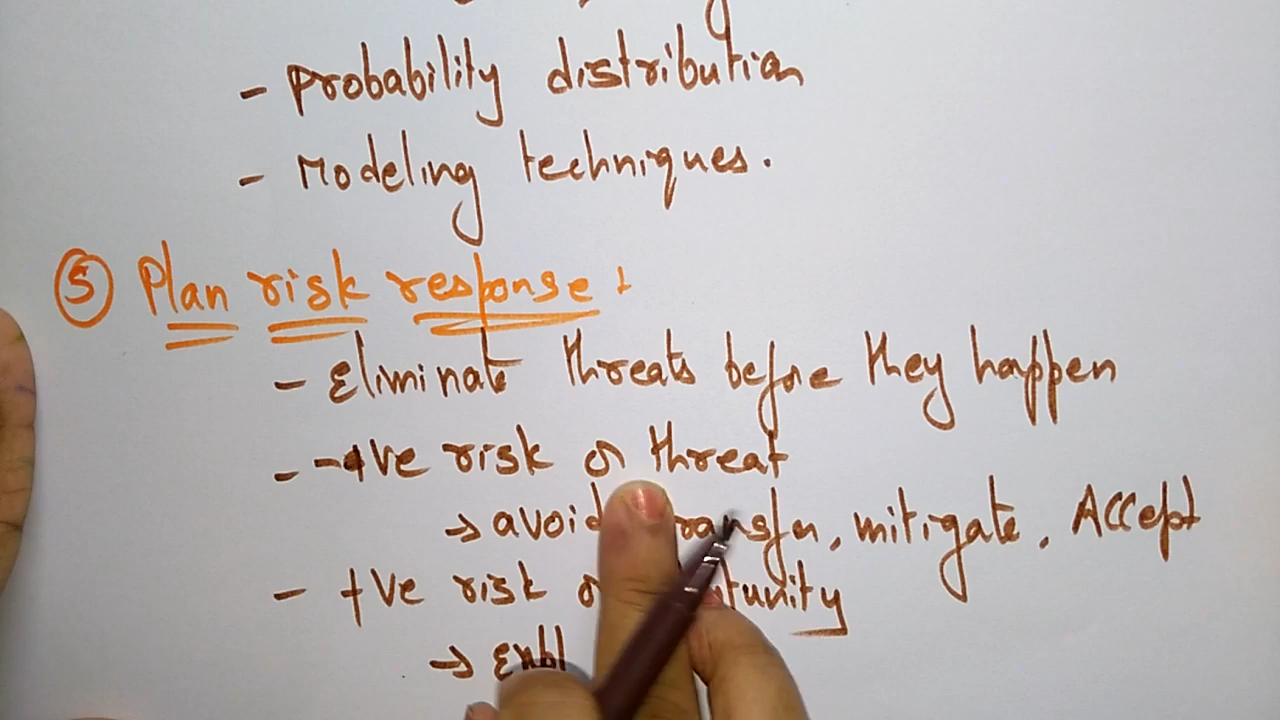 - Probability distribution
- Modeling techniques.
⑤ Plan risk response :
- Eliminate threats before they happen
- -ve risk or threat
→ avoid, mitigate, Accept
- +ve risk
→